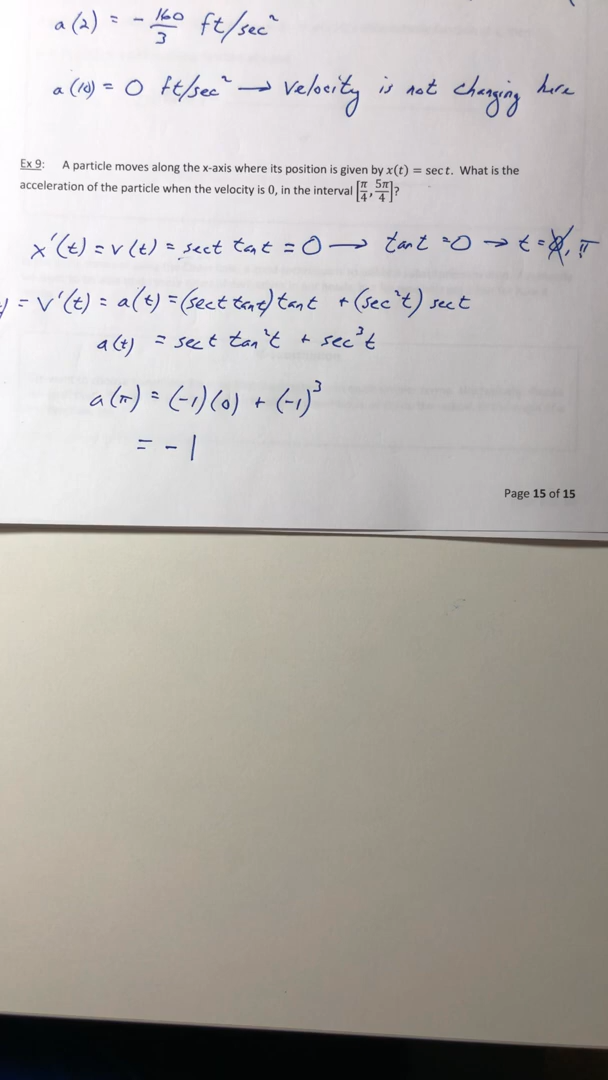 a(2) = - 160/3 ft/sec²
a(10) = 0 ft/sec² → velocity is not changing here
Ex 9: A particle moves along the x-axis where its position is given by x(t) = sec t. What is the
acceleration of the particle when the velocity is 0, in the interval [π/4, 5π/4]?
x'(t) = v(t) = sect tant = 0 → tant = 0 → t = 0, π
) = v'(t) = a(t) = (sect tant) tant + (sec²t) sect
a(t) = sect tan²t + sec³t
a(π) = (-1)(0) + (-1)³
= -1
Page 15 of 15